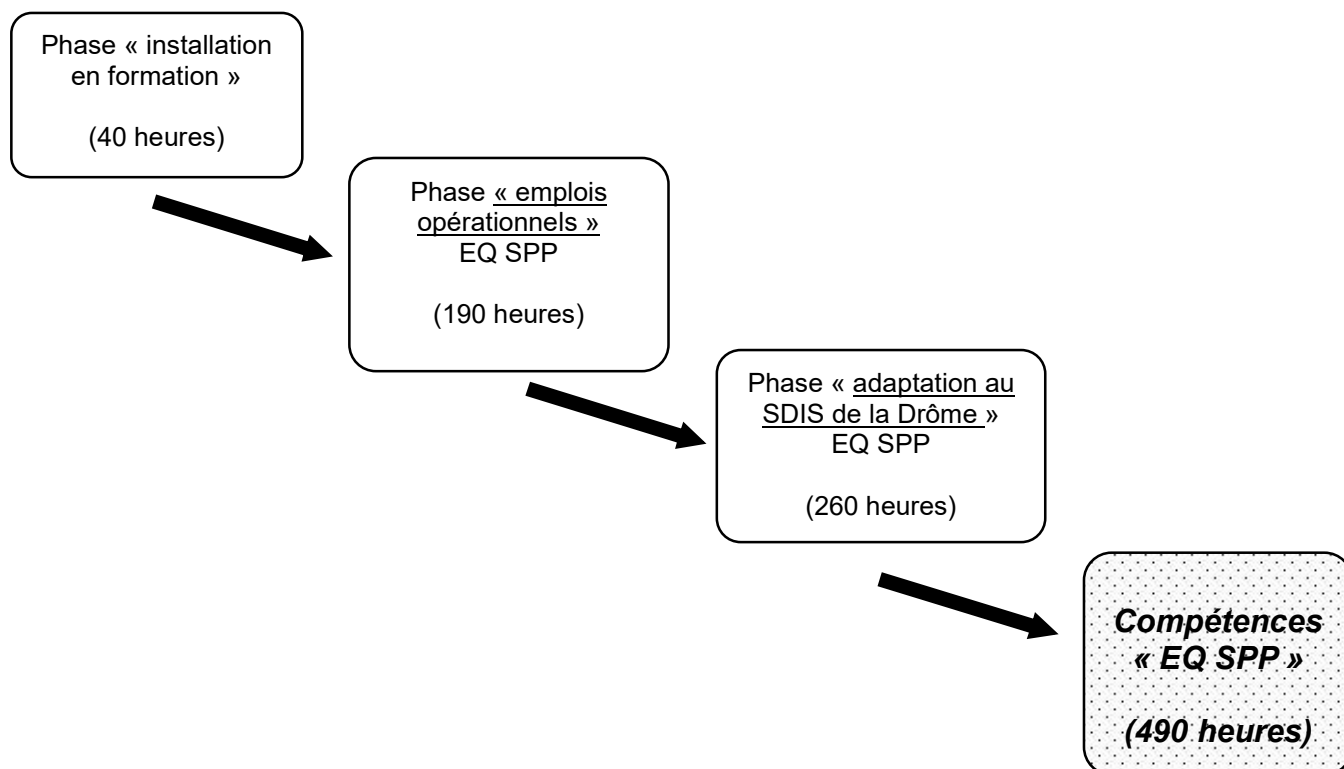 Phase « installation
en formation »
(40 heures)
Phase « emplois
opérationnels »
EQ SPP
(190 heures)
Phase « adaptation au
SDIS de la Drôme »
EQ SPP
(260 heures)
Compétences
« EQ SPP »
(490 heures)